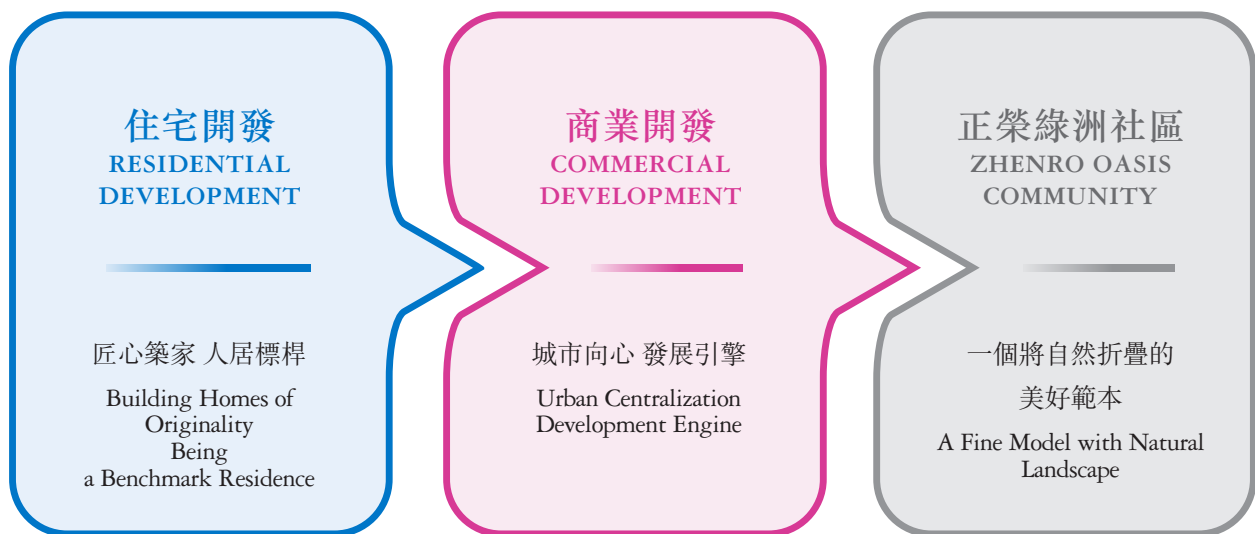 住宅開發
RESIDENTIAL
DEVELOPMENT
匠心築家 人居標桿
Building Homes of
Originality
Being
a Benchmark Residence
商業開發
COMMERCIAL
DEVELOPMENT
城市向心 發展引擎
Urban Centralization
Development Engine
正榮綠洲社區
ZHENRO OASIS
COMMUNITY
一個將自然折疊的
美好範本
A Fine Model with Natural
Landscape